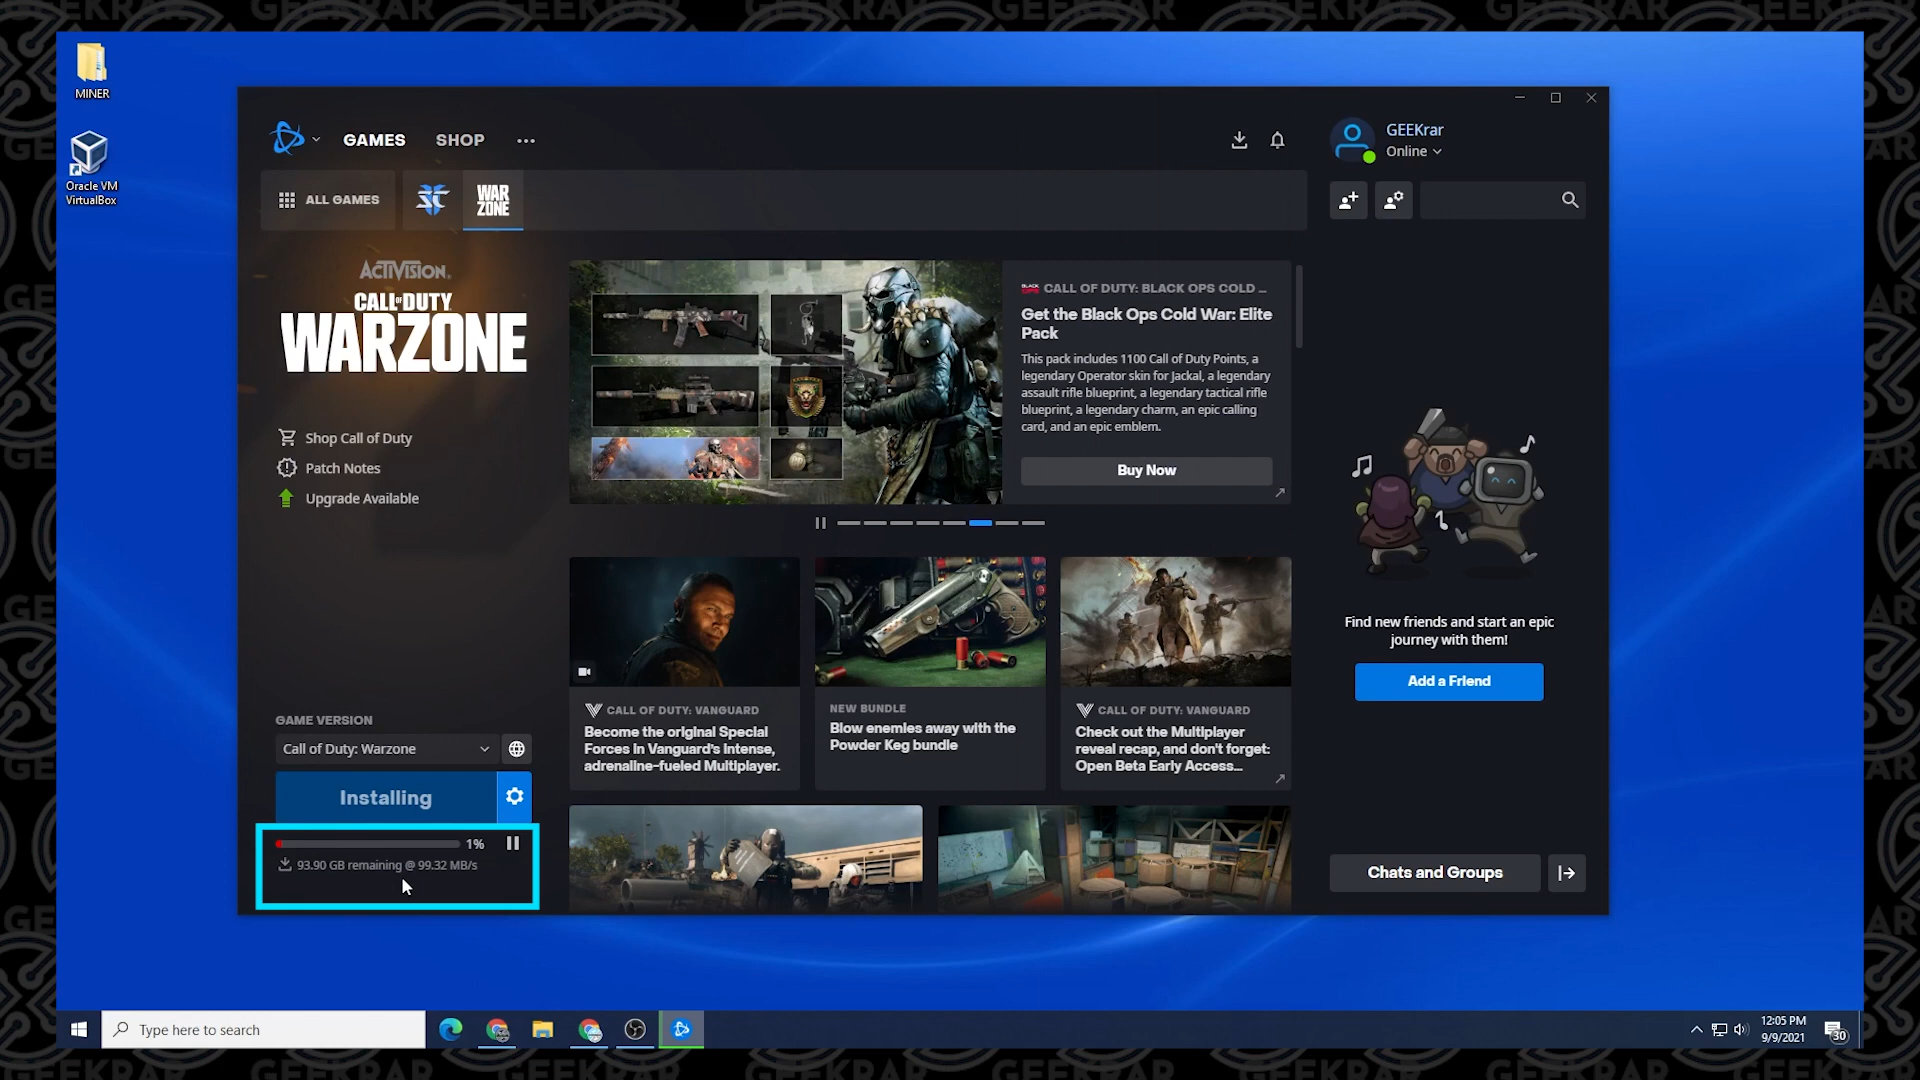 GEEKRAR
MINER
Oracle VM
VirtualBox
GAMES
SHOP
GEEKrar
Online
ALL GAMES
WAR
ZONE
ACTIVISION.
CALL OF DUTY
WARZONE
Shop Call of Duty
Patch Notes
Upgrade Available
CALL OF DUTY: BLACK OPS COLD ...
Get the Black Ops Cold War: Elite
Pack
This pack includes 1100 Call of Duty Points, a
legendary Operator skin for Jackal, a legendary
assault rifle blueprint, a legendary tactical rifle
blueprint, a legendary charm, an epic calling
card, and an epic emblem.
Buy Now
CALL OF DUTY: VANGUARD
Become the original Special
Forces in Vanguard's intense,
adrenaline-fueled Multiplayer.
NEW BUNDLE
Blow enemies away with the
Powder Keg bundle
CALL OF DUTY: VANGUARD
Check out the Multiplayer
reveal recap, and don't forget:
Open Beta Early Access...
Find new friends and start an epic
journey with them!
Add a Friend
Chats and Groups
GAME VERSION
Call of Duty: Warzone
Installing
1%
93.90 GB remaining @ 99.32 MB/s
Type here to search
12:05 PM
9/9/2021
30